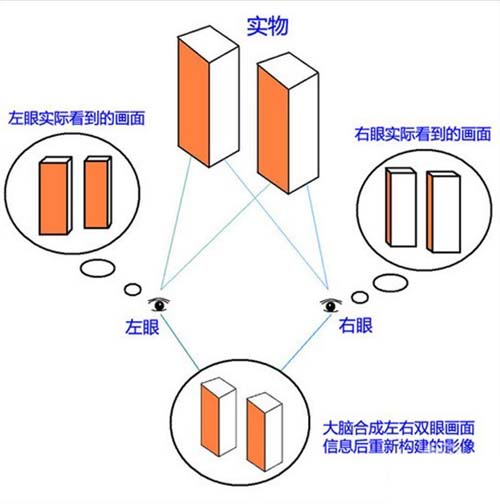 实物
左眼实际看到的画面
右眼实际看到的画面
左眼
右眼
大脑合成左右双眼画面
信息后重新构建的影像